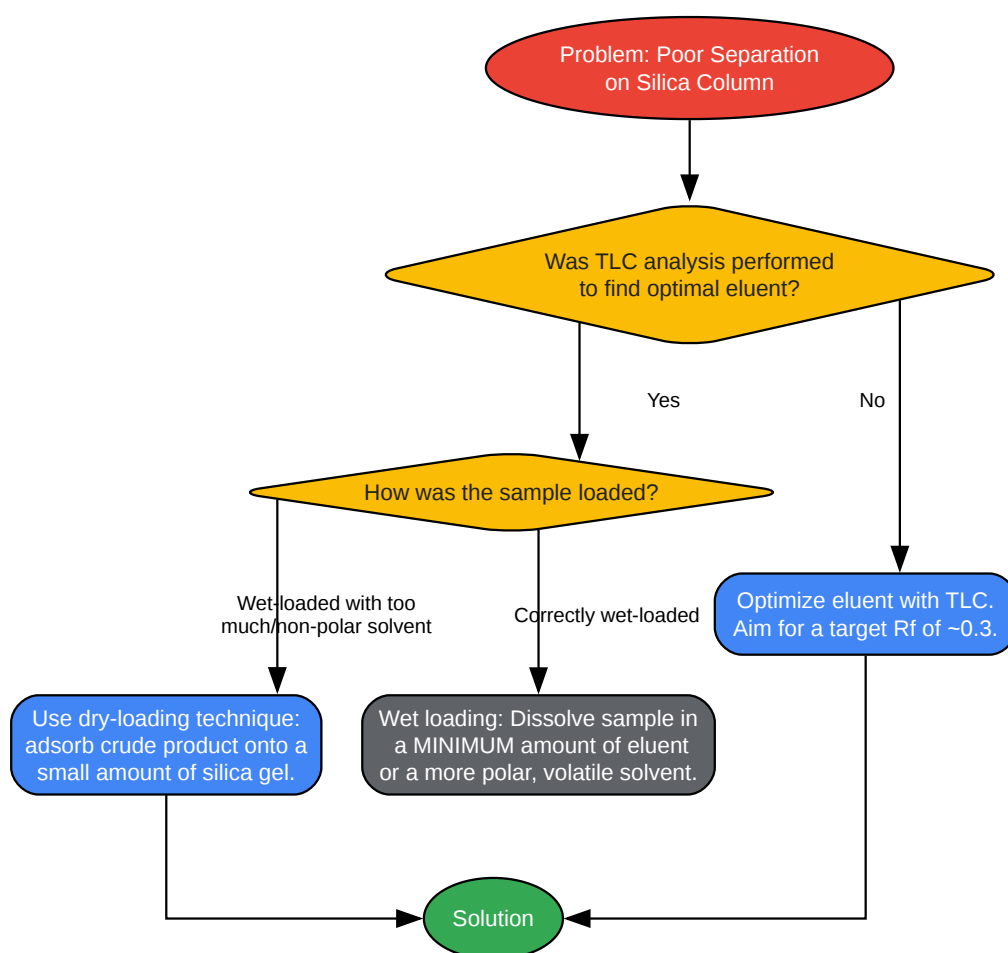 Problem: Poor Separation
on Silica Column
Was TLC analysis performed
to find optimal eluent?
Yes
No
How was the sample loaded?
Wet-loaded with too
much/non-polar solvent
Correctly wet-loaded
Optimize eluent with TLC.
Aim for a target Rf of ~0.3.
Use dry-loading technique:
adsorb crude product onto a
small amount of silica gel.
Wet loading: Dissolve sample in
a MINIMUM amount of eluent
or a more polar, volatile solvent.
Solution